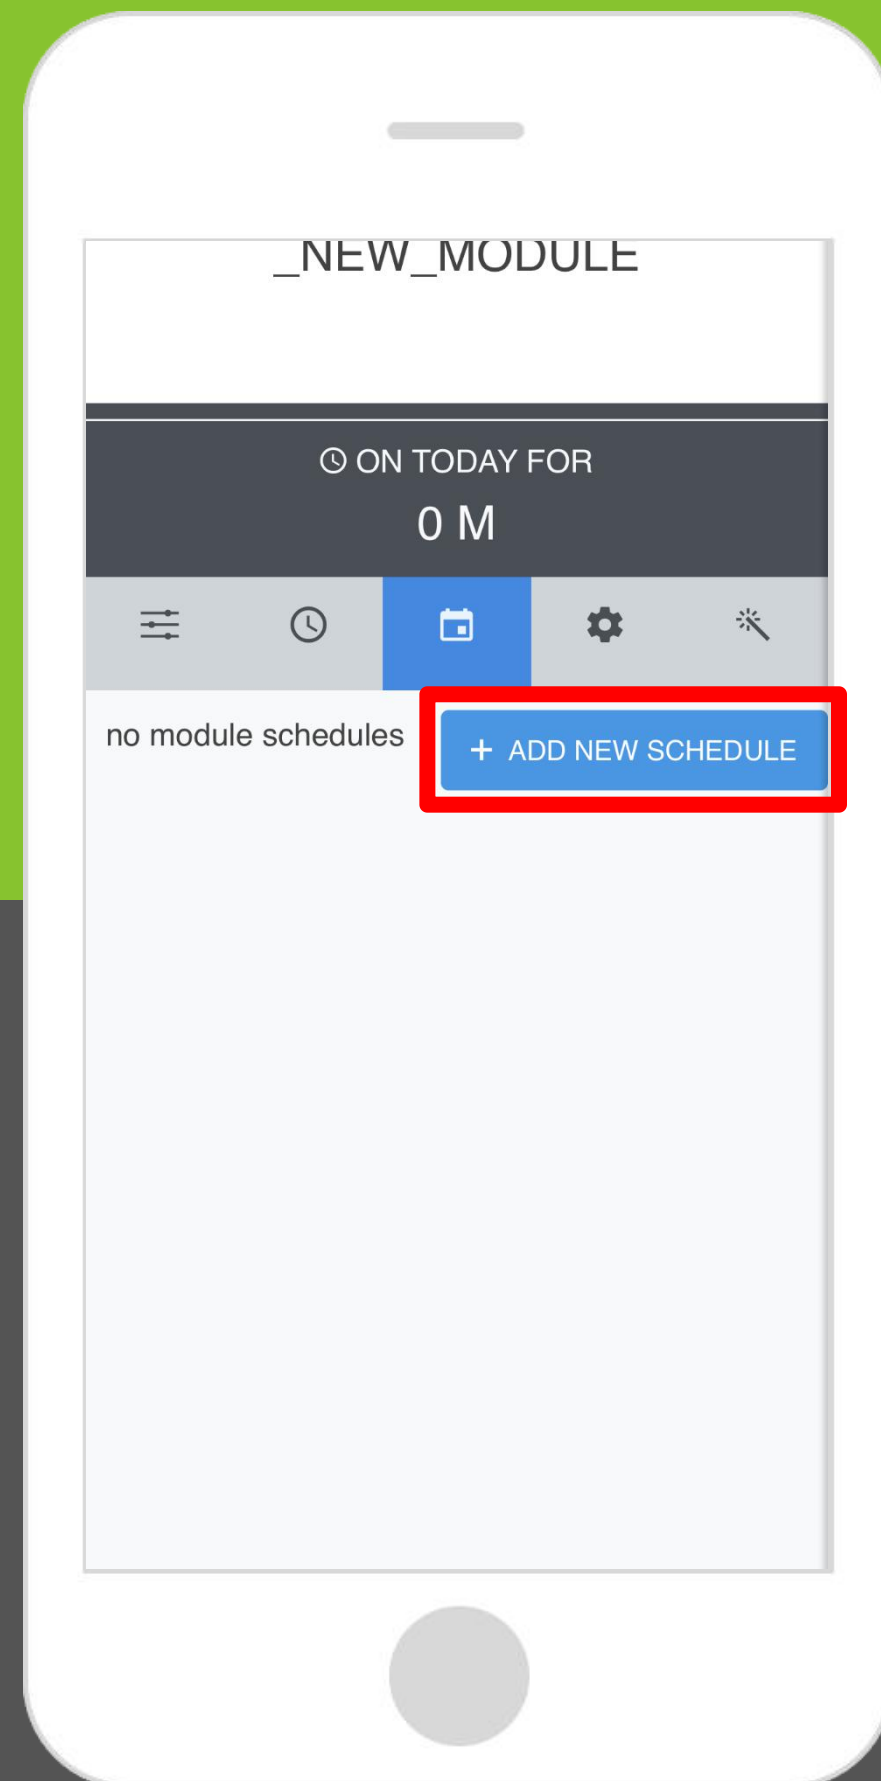 _NEW_MODULE
ON TODAY FOR
0 M
no module schedules
+ ADD NEW SCHEDULE